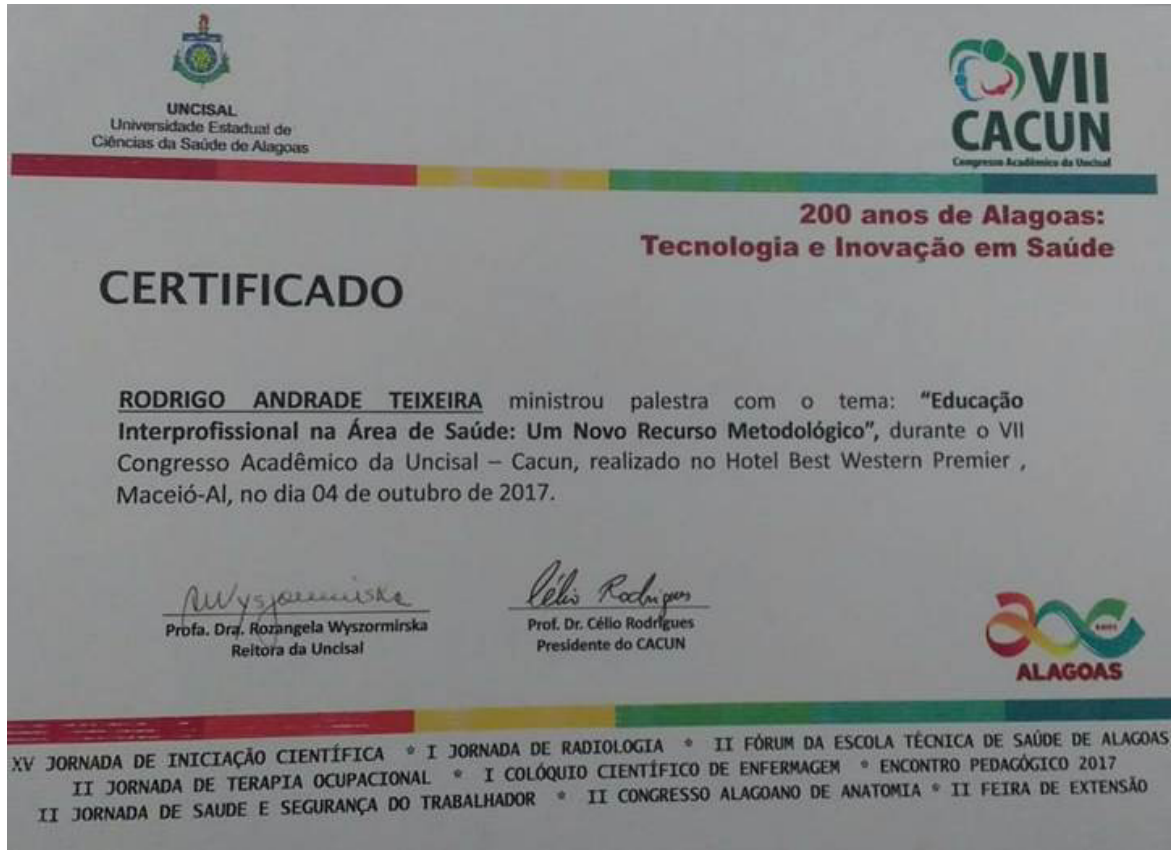 UNCISAL
Universidade Estadual de
Ciências da Saúde de Alagoas
VII
CACUN
Congresso Acadêmico da Uncisal
200 anos de Alagoas:
Tecnologia e Inovação em Saúde
CERTIFICADO
RODRIGO ANDRADE TEIXEIRA ministrou palestra com o tema: “Educação
Interprofissional na Área de Saúde: Um Novo Recurso Metodológico”, durante o VII
Congresso Acadêmico da Uncisal – Cacun, realizado no Hotel Best Western Premier ,
Maceió-Al, no dia 04 de outubro de 2017.
Célio Rodrigues
Profa. Dra. Rozangela Wyszormirska
Reitora da Uncisal
Prof. Dr. Célio Rodrigues
Presidente do CACUN
200
ANOS
ALAGOAS
XV JORNADA DE INICIAÇÃO CIENTÍFICA * I JORNADA DE RADIOLOGIA * II FÓRUM DA ESCOLA TÉCNICA DE SAÚDE DE ALAGOAS
II JORNADA DE TERAPIA OCUPACIONAL * I COLÓQUIO CIENTÍFICO DE ENFERMAGEM * ENCONTRO PEDAGÓGICO 2017
II JORNADA DE SAUDE E SEGURANÇA DO TRABALHADOR * II CONGRESSO ALAGOANO DE ANATOMIA * II FEIRA DE EXTENSÃO